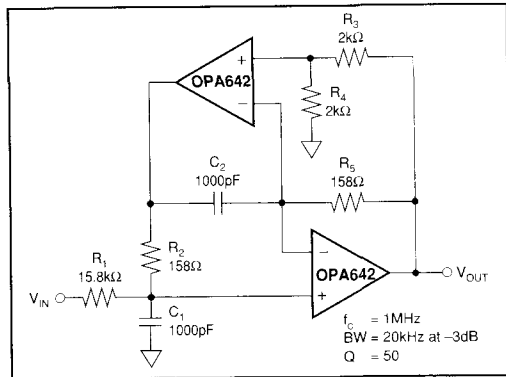 R3
2kΩ
+
OPA642
−
R4
2kΩ
C2
1000pF
R5
158Ω
R2
158Ω
R1
15.8kΩ
VIN
C1
1000pF
−
OPA642
+
VOUT
fC = 1MHz
BW = 20kHz at –3dB
Q = 50